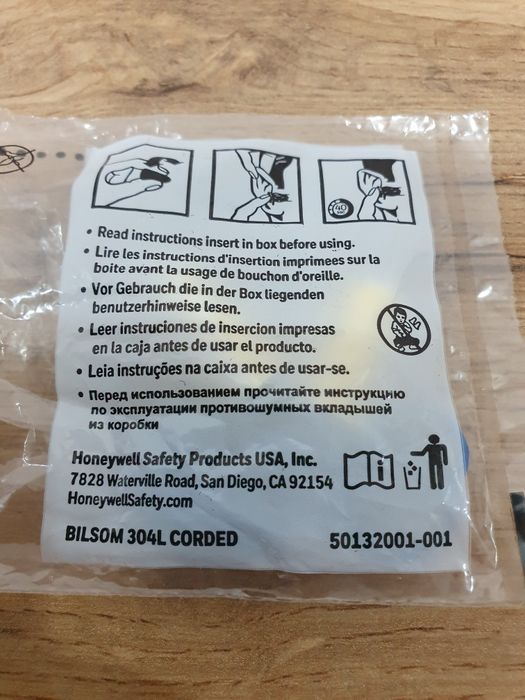 40
• Read instructions insert in box before using.
• Lire les instructions d'insertion imprimees sur la
boite avant la usage de bouchon d'oreille.
• Vor Gebrauch die in der Box liegenden
benutzerhinweise lesen.
• Leer instruciones de insercion impresas
en la caja antes de usar el producto.
• Leia instruções na caixa antes de usar-se.
• Перед использованием прочитайте инструкцию
по эксплуатации противошумных вкладышей
из коробки
Honeywell Safety Products USA, Inc.
7828 Waterville Road, San Diego, CA 92154
HoneywellSafety.com
BILSOM 304L CORDED 50132001-001